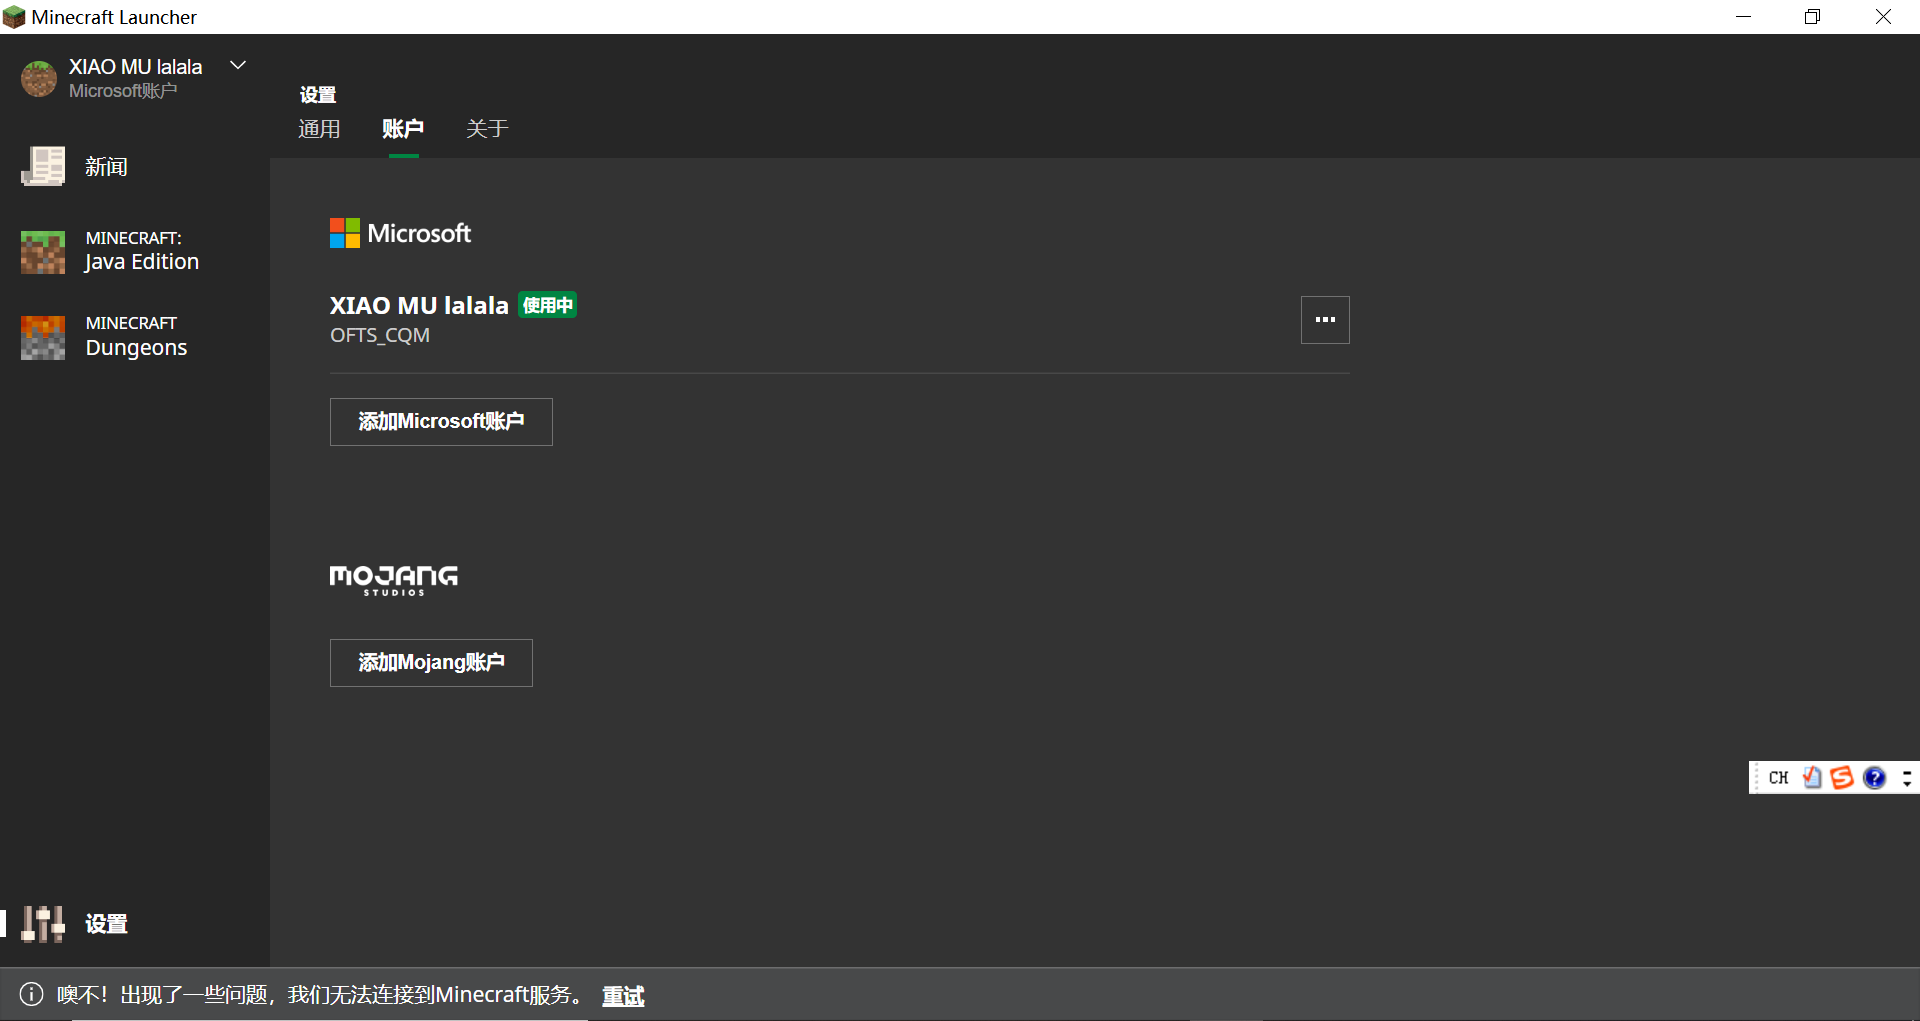 Minecraft Launcher
XIAO MU lalala
Microsoft账户
新闻
MINECRAFT:
Java Edition
MINECRAFT
Dungeons
设置
设置
通用 账户 关于
Microsoft
XIAO MU lalala 使用中
OFTS_CQM
...
添加Microsoft账户
MOJANG
STUDIOS
添加Mojang账户
CH
噢不！出现了一些问题，我们无法连接到Minecraft服务。 重试